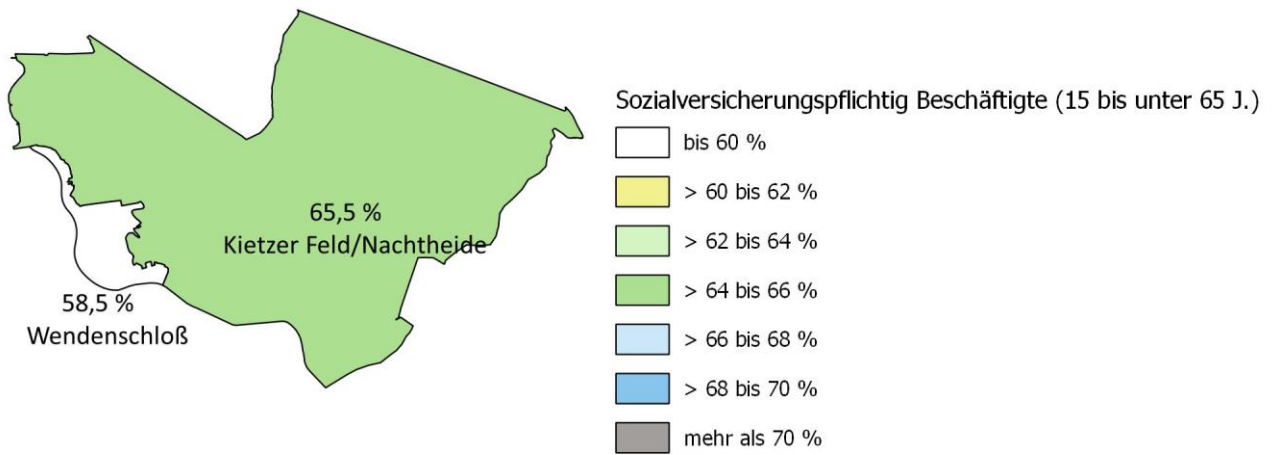 65,5 %
Kietzer Feld/Nachtheide
58,5 %
Wendenschloß
Sozialversicherungspflichtig Beschäftigte (15 bis unter 65 J.)
bis 60 %
> 60 bis 62 %
> 62 bis 64 %
> 64 bis 66 %
> 66 bis 68 %
> 68 bis 70 %
mehr als 70 %